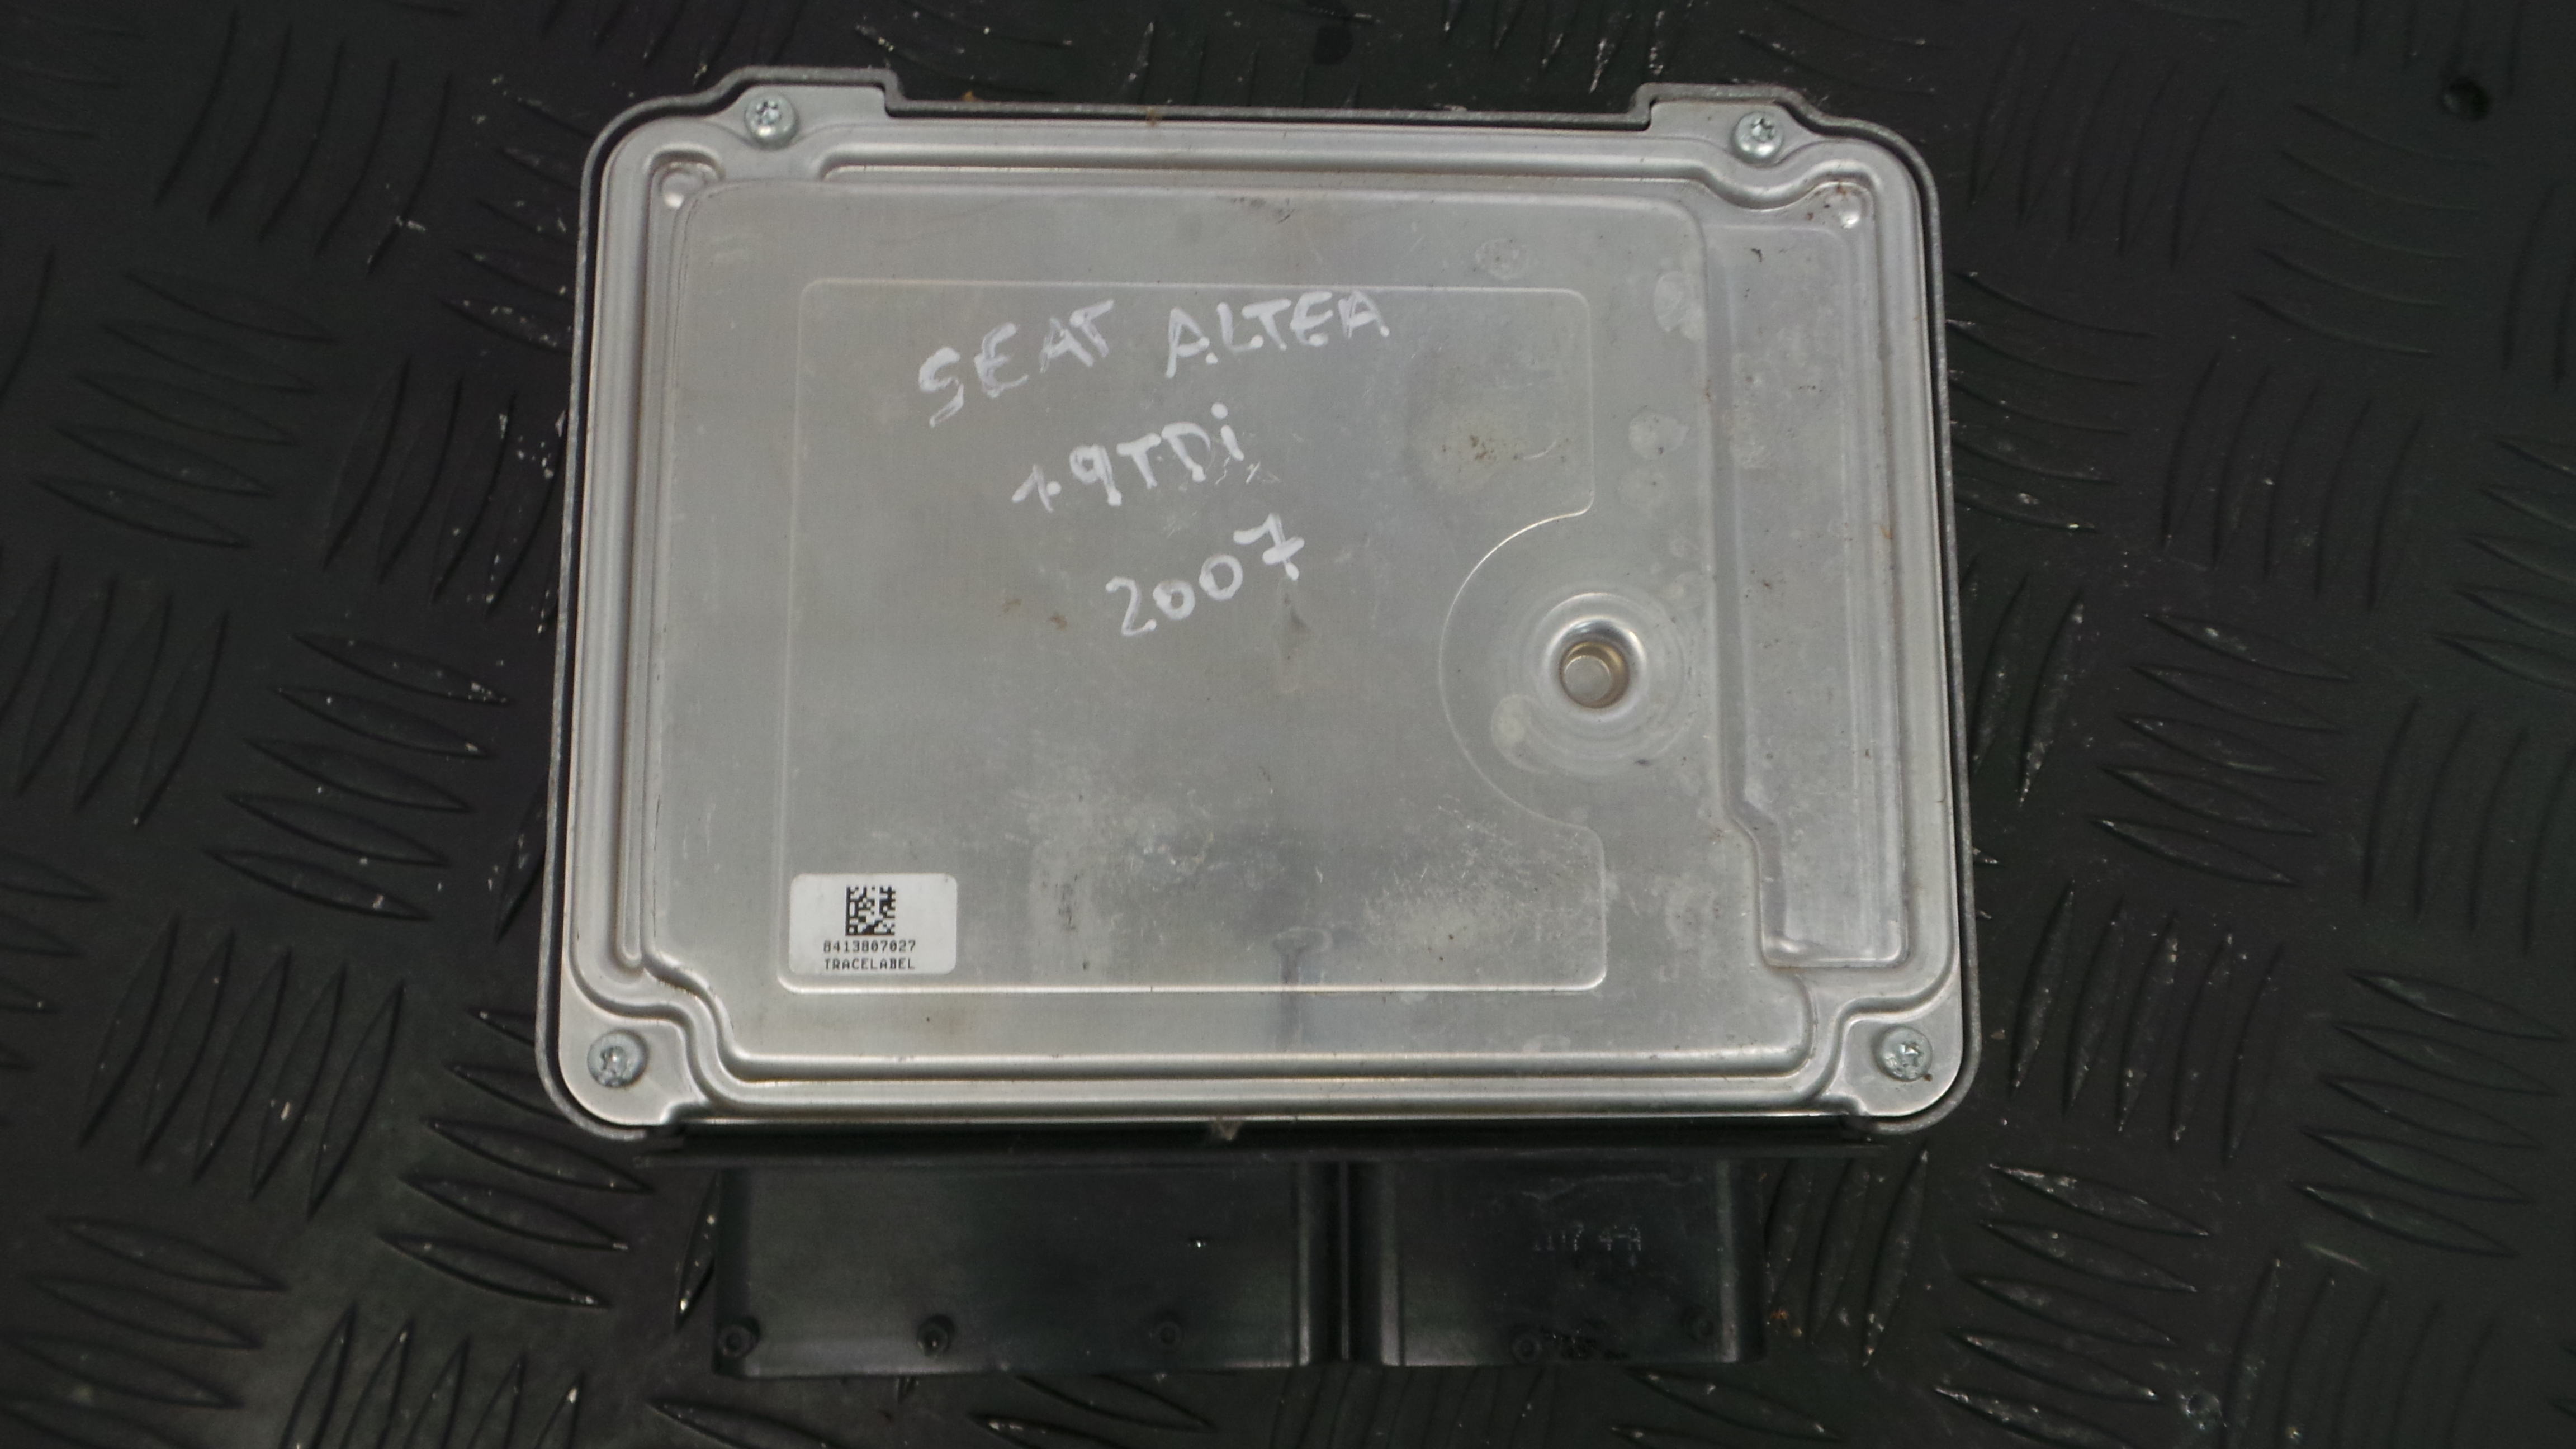 SEAT ALTEA
1.9TDi
2007
8413807027
TRACELABEL